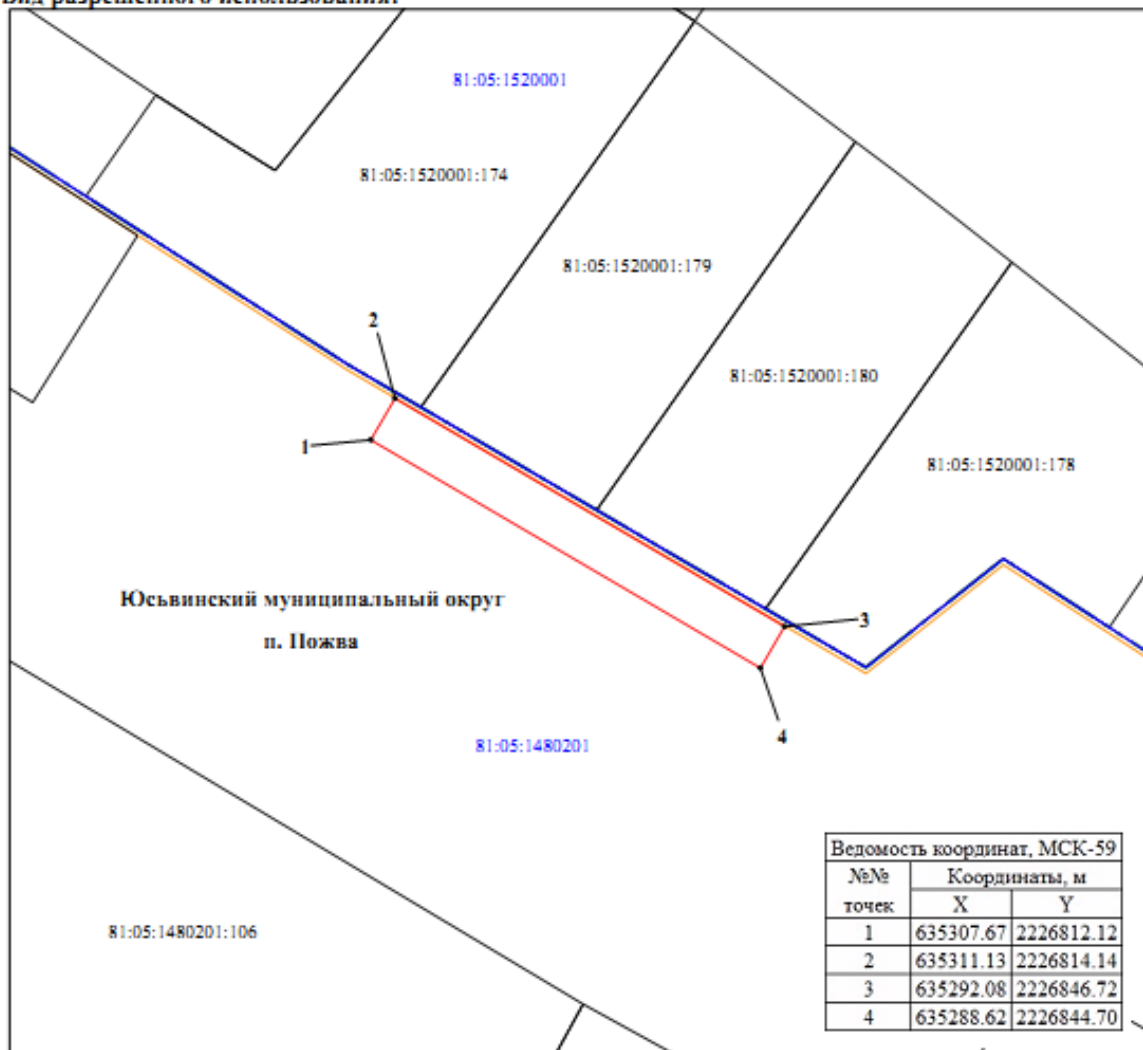 Вид разрешенного использования:
81:05:1520001
81:05:1520001:174
81:05:1520001:179
2
81:05:1520001:180
1
81:05:1520001:178
Юсьвинский муниципальный округ
п. Пожва
3
4
81:05:1480201
81:05:1480201:106
Ведомость координат, МСК-59
№№ точек Координаты, м
X Y
1 635307.67 2226812.12
2 635311.13 2226814.14
3 635292.08 2226846.72
4 635288.62 2226844.70